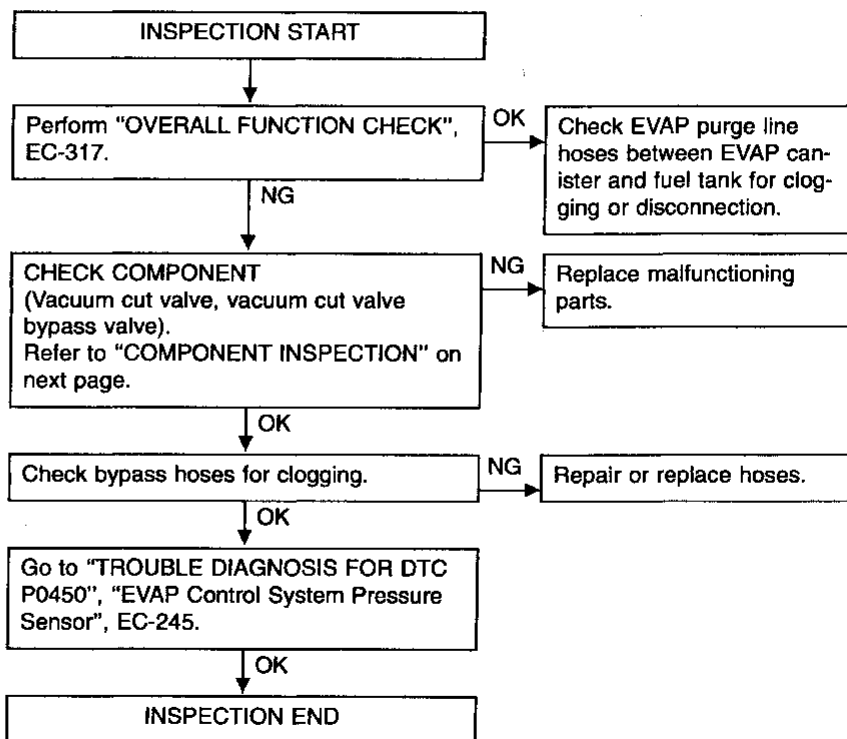 INSPECTION START
Perform “OVERALL FUNCTION CHECK”,
EC-317.
OK
Check EVAP purge line
hoses between EVAP can-
ister and fuel tank for clog-
ging or disconnection.
NG
CHECK COMPONENT
(Vacuum cut valve, vacuum cut valve
bypass valve).
Refer to “COMPONENT INSPECTION” on
next page.
NG
Replace malfunctioning
parts.
OK
Check bypass hoses for clogging.
NG
Repair or replace hoses.
OK
Go to “TROUBLE DIAGNOSIS FOR DTC
P0450”, “EVAP Control System Pressure
Sensor”, EC-245.
OK
INSPECTION END